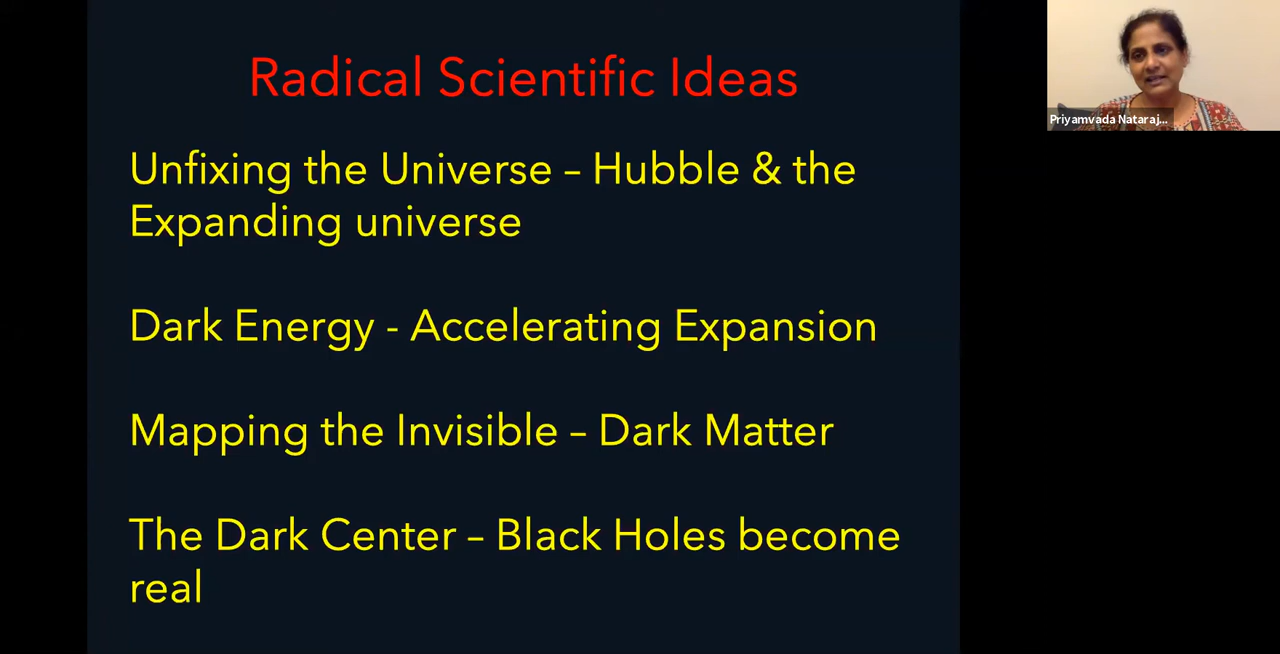 Radical Scientific Ideas
Unfixing the Universe – Hubble & the
Expanding universe
Dark Energy - Accelerating Expansion
Mapping the Invisible – Dark Matter
The Dark Center – Black Holes become
real
Priyamvada Nataraj...